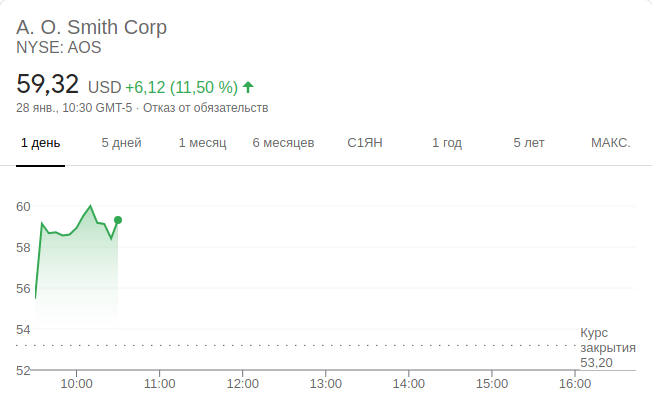 A. O. Smith Corp
NYSE: AOS
59,32 USD +6,12 (11,50 %)
28 янв., 10:30 GMT-5 · Отказ от обязательств
1 день 5 дней 1 месяц 6 месяцев С1ЯН 1 год 5 лет МАКС.
60
58
56
54
Курс
закрытия
53,20
52
10:00 11:00 12:00 13:00 14:00 15:00 16:00